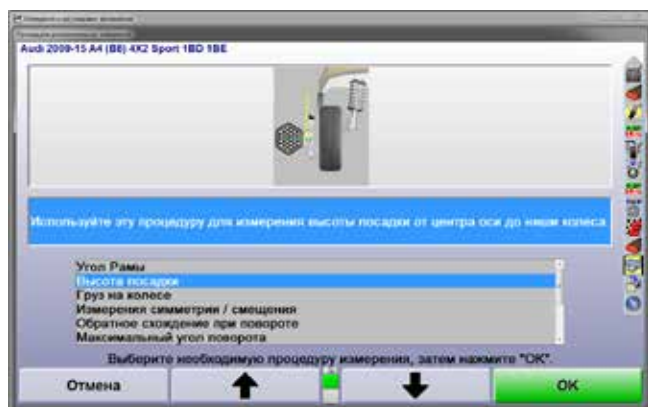 Audi 2009-15 A4 (B8) 4X2 Sport 1BD 1BE
Используйте эту процедуру для измерения высоты посадки от центра оси до ниши колеса
Угол Рамы
Высота посадки
Груз на колесе
Измерения симметрии / смещения
Обратное схождение при повороте
Максимальный угол поворота
Выберите необходимую процедуру измерения, затем нажмите "OK".
Отмена
OK